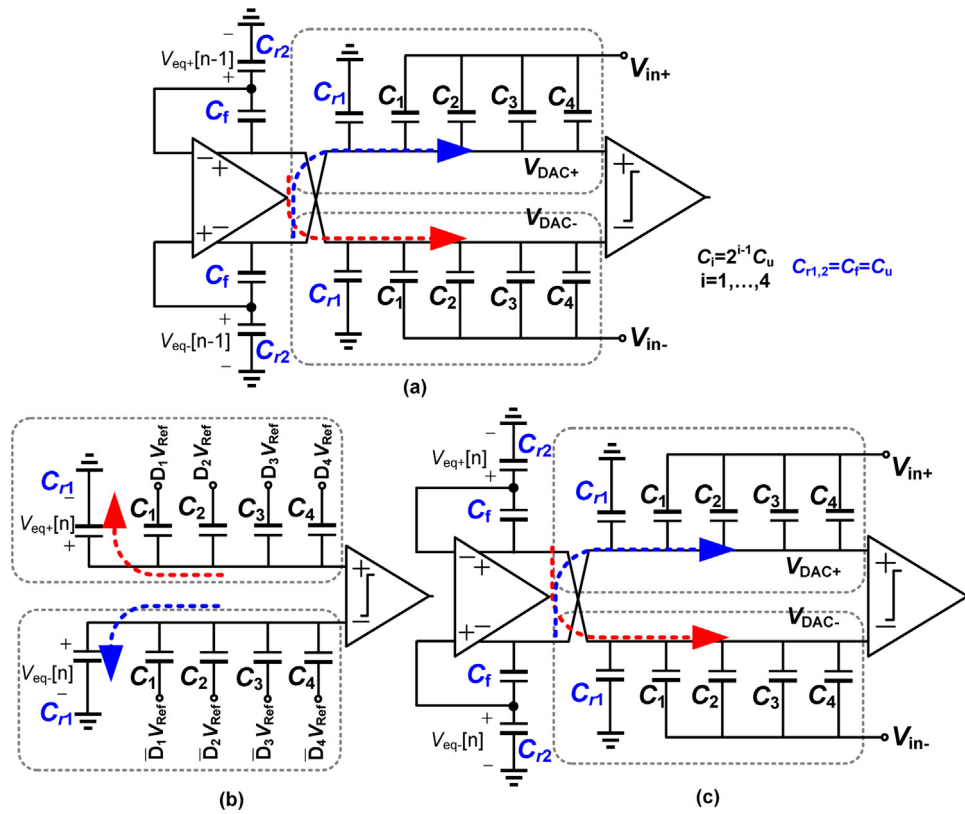 C_r2
V_eq+[n-1]
− +
C_f
C_r1 C_1 C_2 C_3 C_4
V_in+
− +
+ −
V_DAC+
V_DAC-
+
−
C_f
C_r1 C_1 C_2 C_3 C_4
V_in-
+
V_eq-[n-1]
−
C_r2
C_i=2^{i-1}C_u
i=1,…,4
C_{r1,2}=C_f=C_u
(a)
D_1V_Ref D_2V_Ref D_3V_Ref D_4V_Ref
C_r1
−
V_eq+[n]
+
C_1 C_2 C_3 C_4
+
−
+
V_eq-[n]
−
C_r1
C_1 C_2 C_3 C_4
D̅_1V_Ref D̅_2V_Ref D̅_3V_Ref D̅_4V_Ref
(b)
−
C_r2
V_eq+[n]
+
C_f
C_r1 C_1 C_2 C_3 C_4
V_in+
− +
+ −
V_DAC+
V_DAC-
+
−
C_f
C_r1 C_1 C_2 C_3 C_4
V_in-
+
V_eq-[n]
−
C_r2
(c)